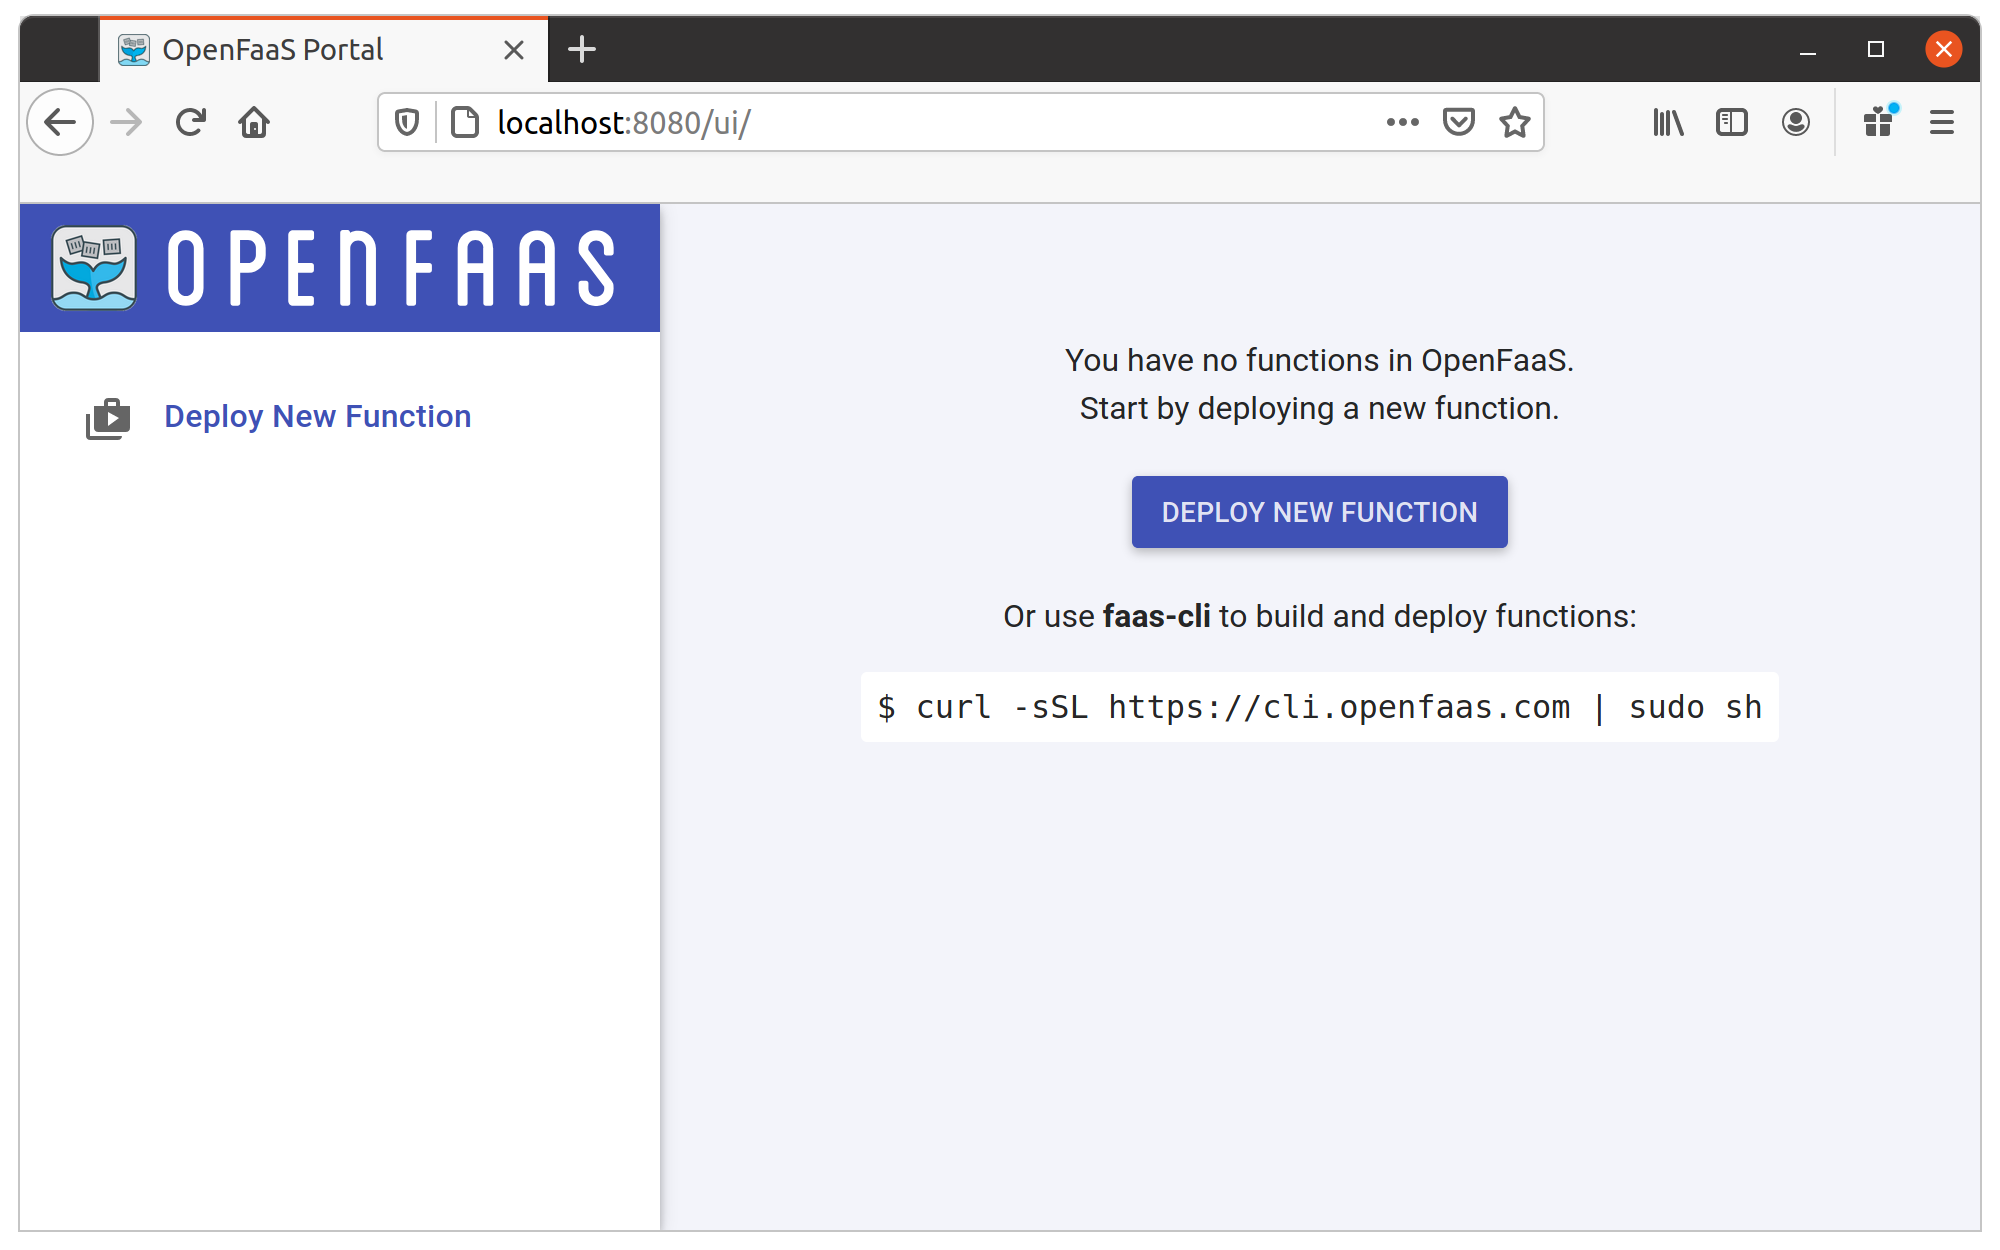 OpenFaaS Portal
localhost:8080/ui/
OPENFAAS
Deploy New Function
You have no functions in OpenFaaS.
Start by deploying a new function.
DEPLOY NEW FUNCTION
Or use faas-cli to build and deploy functions:
$ curl -sSL https://cli.openfaas.com | sudo sh